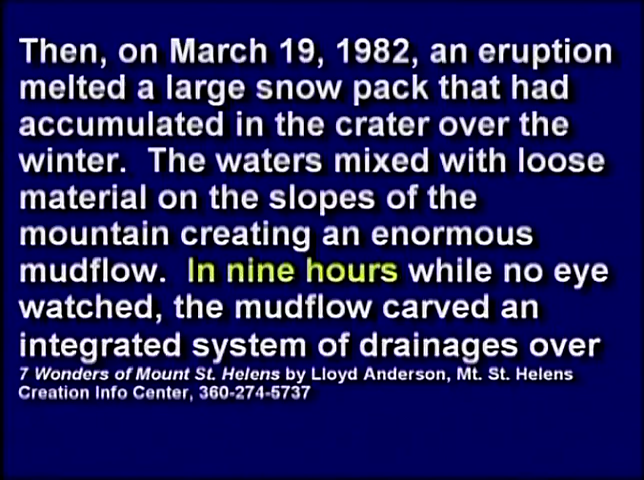 Then, on March 19, 1982, an eruption
melted a large snow pack that had
accumulated in the crater over the
winter. The waters mixed with loose
material on the slopes of the
mountain creating an enormous
mudflow. In nine hours while no eye
watched, the mudflow carved an
integrated system of drainages over
7 Wonders of Mount St. Helens by Lloyd Anderson, Mt. St. Helens
Creation Info Center, 360-274-5737